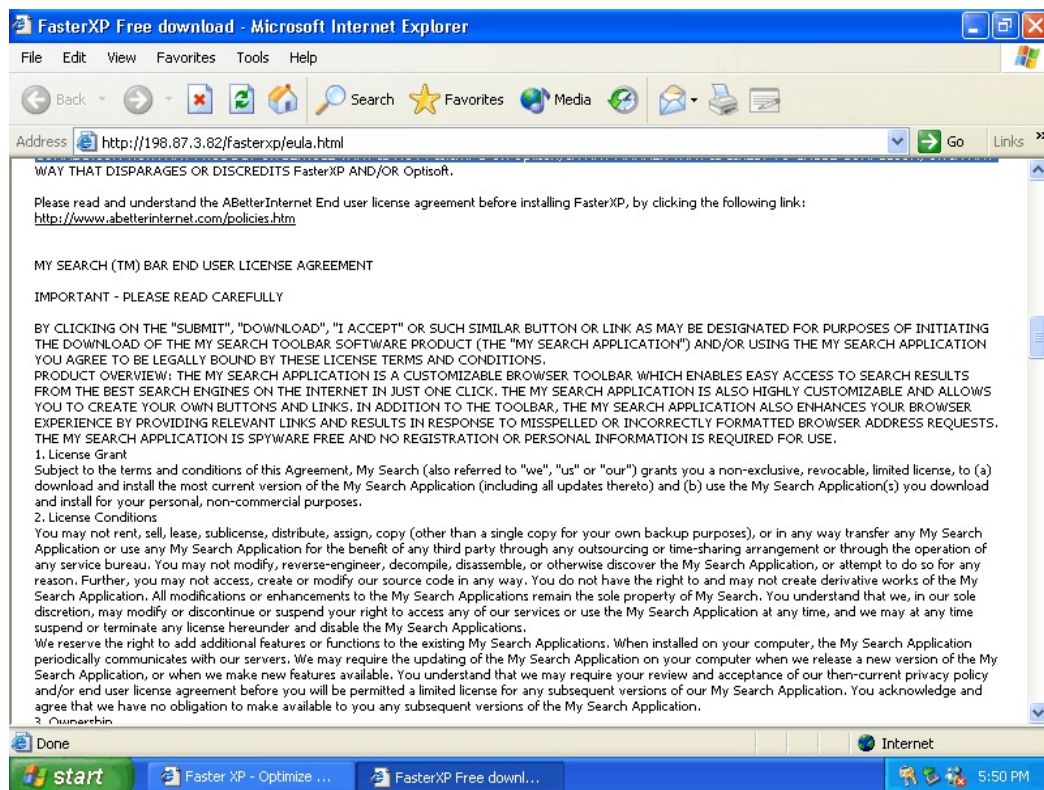 FasterXP Free download - Microsoft Internet Explorer
File Edit View Favorites Tools Help
Back Search Favorites Media
Address http://198.87.3.82/fasterxp/eula.html Go Links »
WAY THAT DISPARAGES OR DISCREDITS FasterXP AND/OR Optisoft.
Please read and understand the ABetterInternet End user license agreement before installing FasterXP, by clicking the following link:
http://www.abetterinternet.com/policies.htm
MY SEARCH (TM) BAR END USER LICENSE AGREEMENT
IMPORTANT - PLEASE READ CAREFULLY
BY CLICKING ON THE "SUBMIT", "DOWNLOAD", "I ACCEPT" OR SUCH SIMILAR BUTTON OR LINK AS MAY BE DESIGNATED FOR PURPOSES OF INITIATING
THE DOWNLOAD OF THE MY SEARCH TOOLBAR SOFTWARE PRODUCT (THE "MY SEARCH APPLICATION") AND/OR USING THE MY SEARCH APPLICATION
YOU AGREE TO BE LEGALLY BOUND BY THESE LICENSE TERMS AND CONDITIONS.
PRODUCT OVERVIEW: THE MY SEARCH APPLICATION IS A CUSTOMIZABLE BROWSER TOOLBAR WHICH ENABLES EASY ACCESS TO SEARCH RESULTS
FROM THE BEST SEARCH ENGINES ON THE INTERNET IN JUST ONE CLICK. THE MY SEARCH APPLICATION IS ALSO HIGHLY CUSTOMIZABLE AND ALLOWS
YOU TO CREATE YOUR OWN BUTTONS AND LINKS. IN ADDITION TO THE TOOLBAR, THE MY SEARCH APPLICATION ALSO ENHANCES YOUR BROWSER
EXPERIENCE BY PROVIDING RELEVANT LINKS AND RESULTS IN RESPONSE TO MISSPELLED OR INCORRECTLY FORMATTED BROWSER ADDRESS REQUESTS.
THE MY SEARCH APPLICATION IS SPYWARE FREE AND NO REGISTRATION OR PERSONAL INFORMATION IS REQUIRED FOR USE.
1. License Grant
Subject to the terms and conditions of this Agreement, My Search (also referred to "we", "us" or "our") grants you a non-exclusive, revocable, limited license, to (a)
download and install the most current version of the My Search Application (including all updates thereto) and (b) use the My Search Application(s) you download
and install for your personal, non-commercial purposes.
2. License Conditions
You may not rent, sell, lease, sublicense, distribute, assign, copy (other than a single copy for your own backup purposes), or in any way transfer any My Search
Application or use any My Search Application for the benefit of any third party through any outsourcing or time-sharing arrangement or through the operation of
any service bureau. You may not modify, reverse-engineer, decompile, disassemble, or otherwise discover the My Search Application, or attempt to do so for any
reason. Further, you may not access, create or modify our source code in any way. You do not have the right to and may not create derivative works of the My
Search Application. All modifications or enhancements to the My Search Applications remain the sole property of My Search. You understand that we, in our sole
discretion, may modify or discontinue or suspend your right to access any of our services or use the My Search Application at any time, and we may at any time
suspend or terminate any license hereunder and disable the My Search Applications.
We reserve the right to add additional features or functions to the existing My Search Applications. When installed on your computer, the My Search Application
periodically communicates with our servers. We may require the updating of the My Search Application on your computer when we release a new version of the My
Search Application, or when we make new features available. You understand that we may require your review and acceptance of our then-current privacy policy
and/or end user license agreement before you will be permitted a limited license for any subsequent versions of our My Search Application. You acknowledge and
agree that we have no obligation to make available to you any subsequent versions of the My Search Application.
3. Ownership
Done Internet
start Faster XP - Optimize ... FasterXP Free downl... 5:50 PM